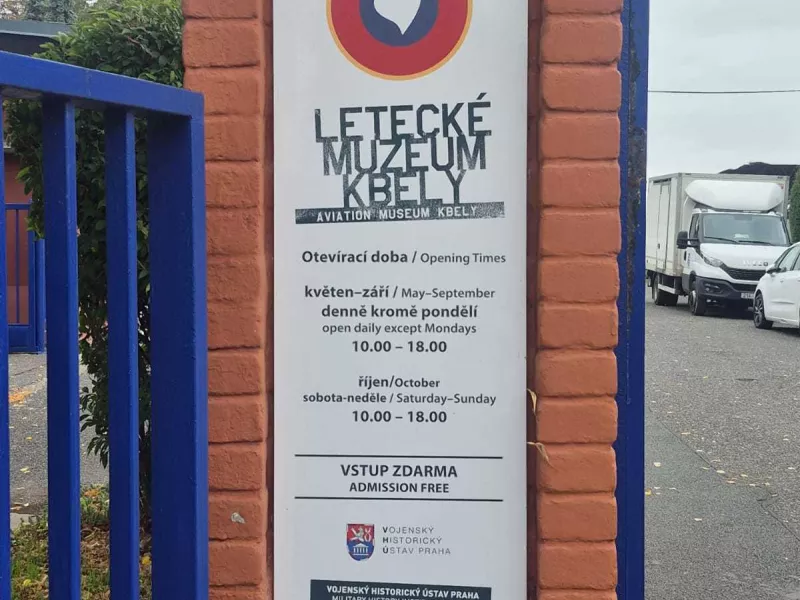 LETECKÉ
MUZEUM
KBELY
AVIATION MUSEUM KBELY
Otevírací doba / Opening Times
květen–září / May–September
denně kromě pondělí
open daily except Mondays
10.00 – 18.00
říjen/October
sobota-neděle / Saturday–Sunday
10.00 – 18.00
VSTUP ZDARMA
ADMISSION FREE
VOJENSKÝ
HISTORICKÝ
ÚSTAV PRAHA
VOJENSKÝ HISTORICKÝ ÚSTAV PRAHA
MILITARY HISTORY